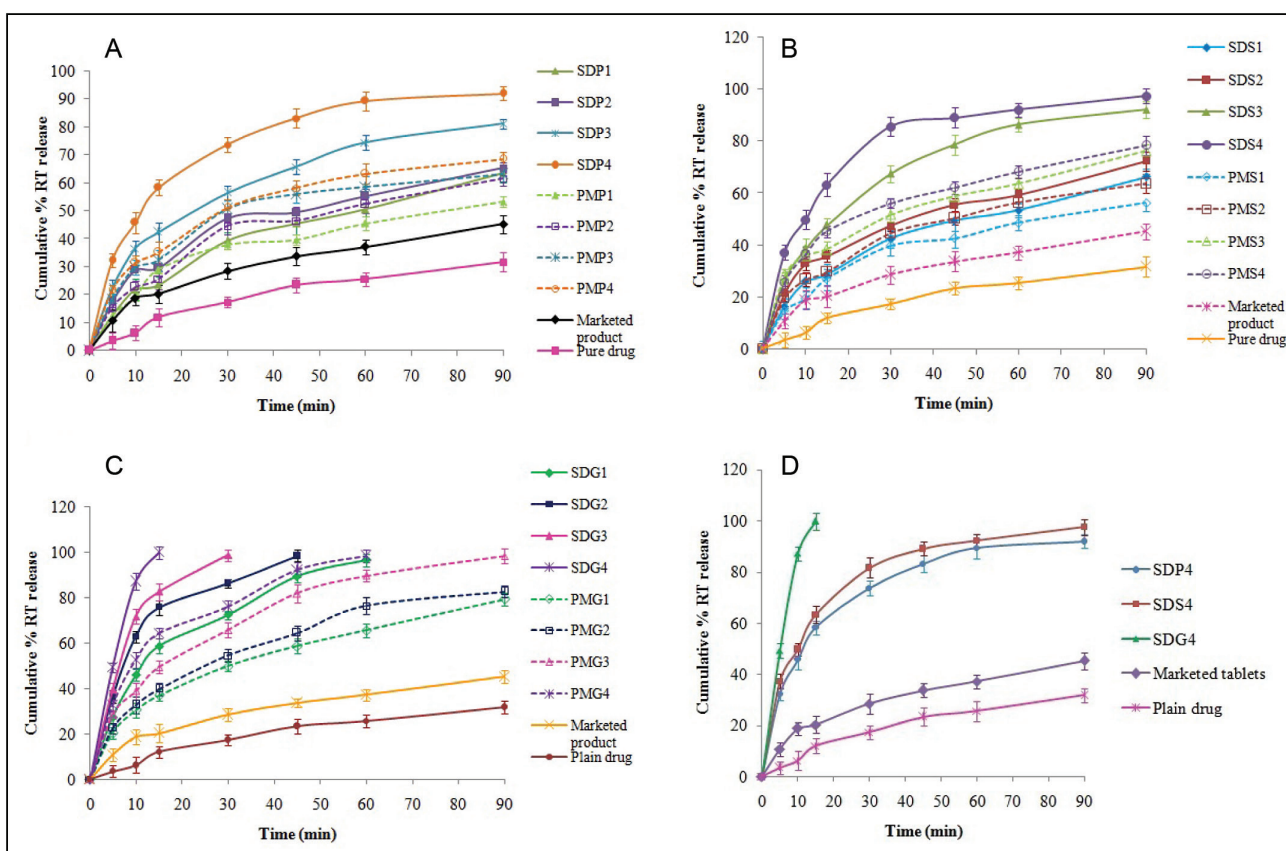 A
100
90
80
70
60
50
40
30
20
10
0
Cumulative % RT release
0 10 20 30 40 50 60 70 80 90
Time (min)
SDP1
SDP2
SDP3
SDP4
PMP1
PMP2
PMP3
PMP4
Marketed
product
Pure drug
B
120
100
80
60
40
20
0
Cumulative % RT release
0 10 20 30 40 50 60 70 80 90
Time (min)
SDS1
SDS2
SDS3
SDS4
PMS1
PMS2
PMS3
PMS4
Marketed
product
Pure drug
C
120
100
80
60
40
20
0
Cumulative % RT release
0 10 20 30 40 50 60 70 80 90
Time (min)
SDG1
SDG2
SDG3
SDG4
PMG1
PMG2
PMG3
PMG4
Marketed
product
Plain drug
D
120
100
80
60
40
20
0
Cumulative % RT release
0 10 20 30 40 50 60 70 80 90
Time (min)
SDP4
SDS4
SDG4
Marketed tablets
Plain drug